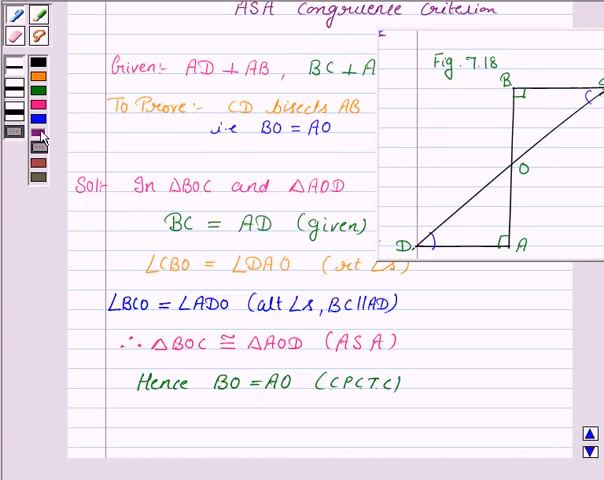 ASA Congruence Criterion
Given:- AD ⊥ AB, BC ⊥ A
To Prove:- CD bisects AB
i.e BO = AO
Sol:- In ΔBOC and ΔAOD
BC = AD (given)
∠CBO = ∠DAO (rt ∠s)
∠BCO = ∠ADO (alt ∠s, BC||AD)
∴ ΔBOC ≅ ΔAOD (ASA)
Hence BO = AO (CPCTC)
Fig. 7.18
B
O
D
A